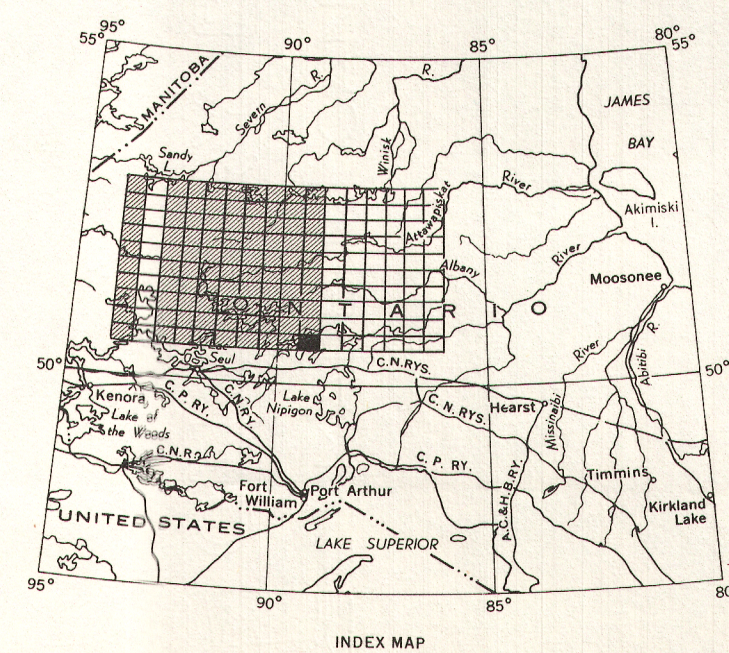 95°
90°
85°
80°
55°
55°
MANITOBA
Severn
R.
R.
JAMES
BAY
Sandy
L.
Winisk
River
Attawapiskat
Akimiski
I.
River
Albany
Moosonee
O N T A R I O
Lac
Seul
C.N.RYS.
River
Abitibi
R.
50°
50°
Kenora
C.P. RY.
C.N.RY.
Lake
Nipigon
C.N.RYS.
Hearst
Missinaibi
Lake of
the Woods
C.N.R.
C.P. RY.
Timmins
Fort
William
Port Arthur
A.C.&H.B.RY.
Kirkland
Lake
UNITED STATES
LAKE SUPERIOR
95°
90°
85°
80
INDEX MAP